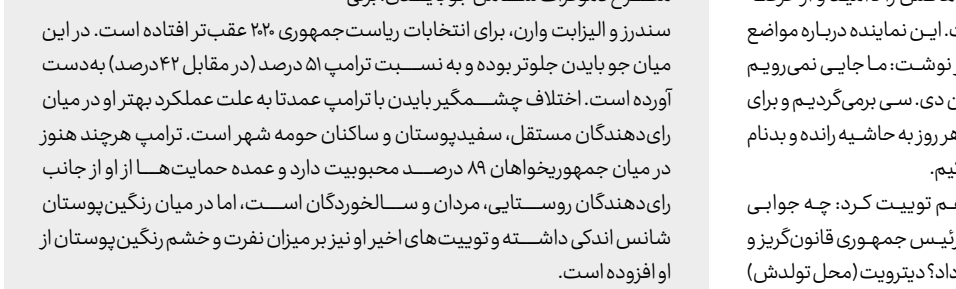 ت. این نماینده درباره مواضع
نوشت: ما جایی نمی‌رویم
ن دی. سی برمی‌گردیم و برای
هر روز به حاشیه رانده و بدنام
کنیم.
هم توییت کرد: چه جوابی
رئیس جمهوری قانون‌گریز و
داد؟ دیترویت (محل تولدش)
سندرز و الیزابت وارن، برای انتخابات ریاست‌جمهوری ۲۰۲۰ عقب‌تر افتاده است. در این
میان جو بایدن جلوتر بوده و به نسبت ترامپ ۵۱ درصد (در مقابل ۴۲درصد) به‌دست
آورده است. اختلاف چشمگیر بایدن با ترامپ عمدتا به علت عملکرد بهتر او در میان
رای‌دهندگان مستقل، سفیدپوستان و ساکنان حومه شهر است. ترامپ هرچند هنوز
در میان جمهوریخواهان ۸۹ درصد محبوبیت دارد و عمده حمایت‌ها از او از جانب
رای‌دهندگان روستایی، مردان و سالخوردگان است، اما در میان رنگین‌پوستان
شانس اندکی داشته و توییت‌های اخیر او نیز بر میزان نفرت و خشم رنگین‌پوستان از
او افزوده است.